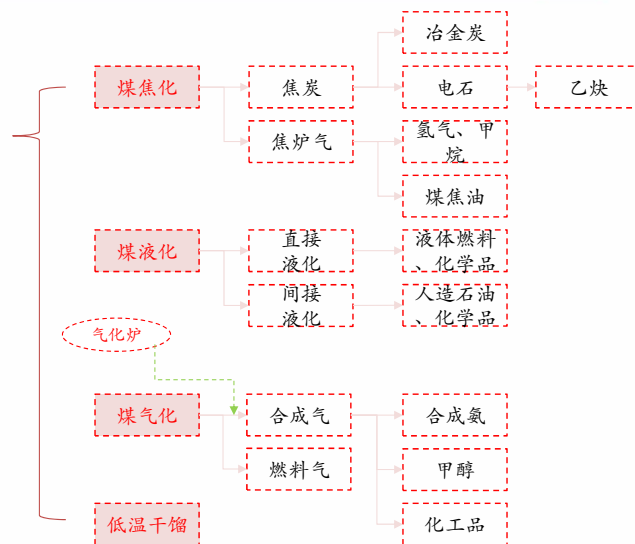 冶金炭
煤焦化
焦炭
电石
乙炔
焦炉气
氢气、甲
烷
煤焦油
煤液化
直接
液化
液体燃料
、化学品
间接
液化
人造石油
、化学品
气化炉
煤气化
合成气
合成氨
燃料气
甲醇
低温干馏
化工品